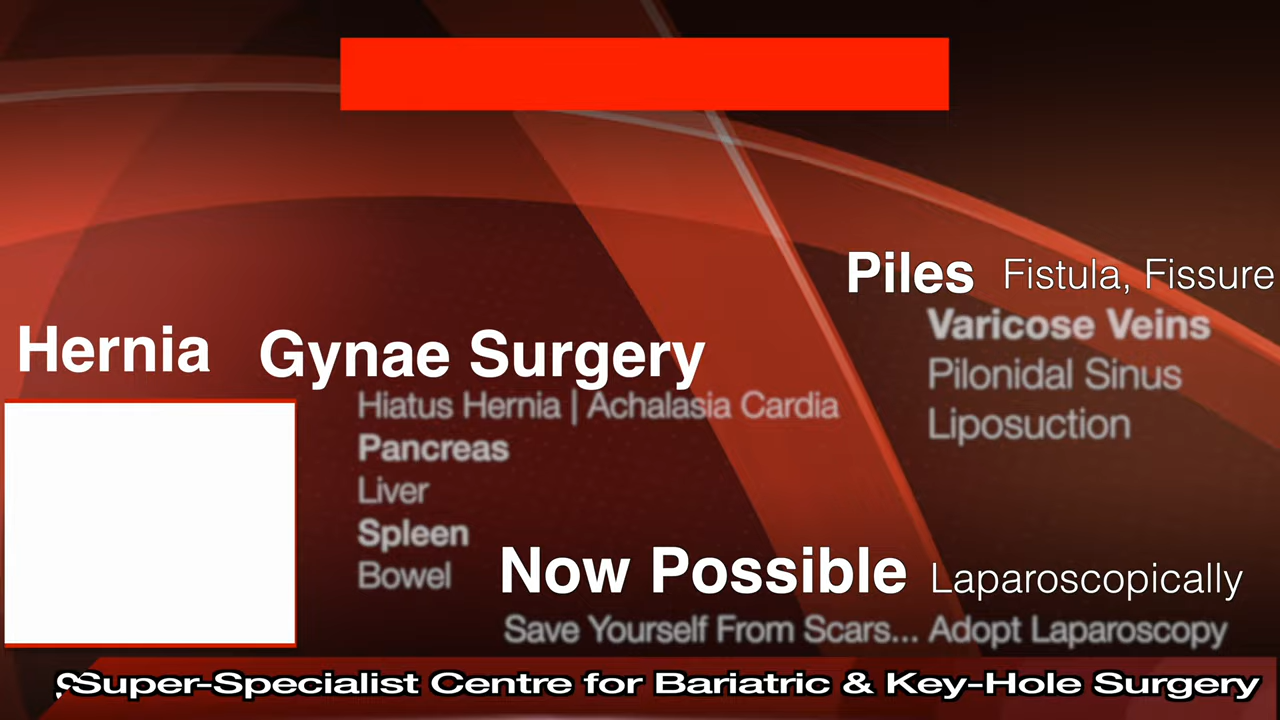 Piles Fistula, Fissure
Varicose Veins
Pilonidal Sinus
Liposuction
Hernia Gynae Surgery
Hiatus Hernia | Achalasia Cardia
Pancreas
Liver
Spleen
Bowel
Now Possible Laparoscopically
Save Yourself From Scars... Adopt Laparoscopy
Super-Specialist Centre for Bariatric & Key-Hole Surgery